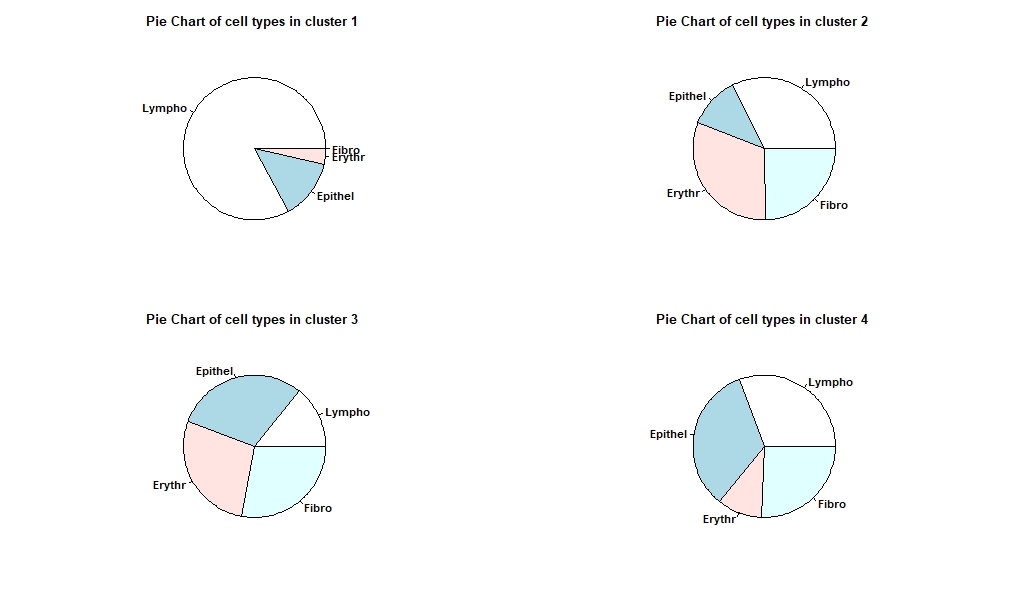 Pie Chart of cell types in cluster 1
Lympho
Fibro
Erythr
Epithel
Pie Chart of cell types in cluster 2
Lympho
Epithel
Erythr
Fibro
Pie Chart of cell types in cluster 3
Epithel
Lympho
Erythr
Fibro
Pie Chart of cell types in cluster 4
Lympho
Epithel
Fibro
Erythr